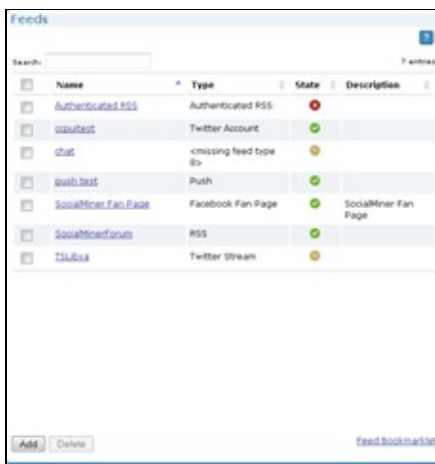 Feeds
?
Search:
7 entries
Name Type State Description
Authenticated RSS Authenticated RSS
ccpuitest Twitter Account
chat <missing feed type
8>
push test Push
SocialMiner Fan Page Facebook Fan Page SocialMiner Fan
Page
SocialMinerForum RSS
Twitter Stream
Add Delete Feed Bookmarklet